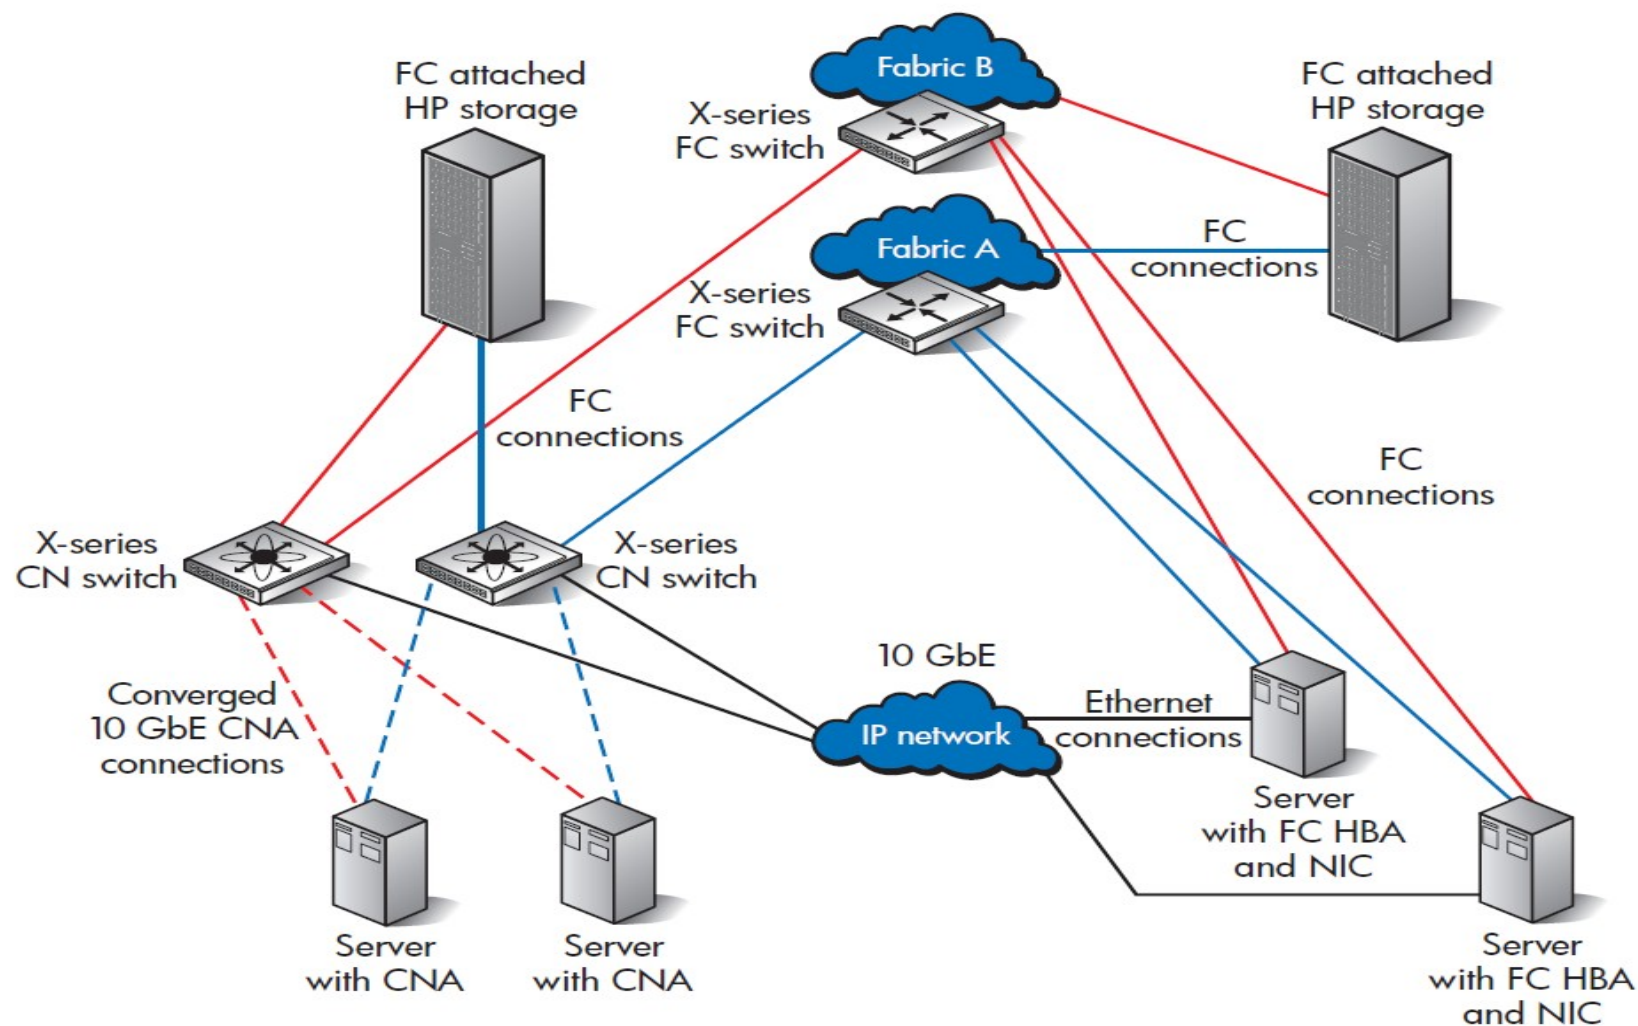 Fabric B
FC attached
HP storage
X-series
FC switch
FC attached
HP storage
Fabric A
X-series
FC switch
FC
connections
FC
connections
FC
connections
X-series
CN switch
X-series
CN switch
10 GbE
IP network
Ethernet
connections
Converged
10 GbE CNA
connections
Server
with FC HBA
and NIC
Server
with CNA
Server
with CNA
Server
with FC HBA
and NIC